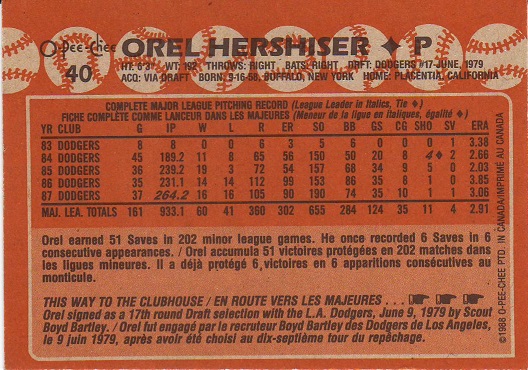 O-Pee-Chee OREL HERSHISER ♦ P
40 HT: 6'3" WT: 192 THROWS: RIGHT BATS: RIGHT DRFT: DODGERS #17-JUNE, 1979
ACQ: VIA DRAFT BORN: 9-16-58, BUFFALO, NEW YORK HOME: PLACENTIA, CALIFORNIA
COMPLETE MAJOR LEAGUE PITCHING RECORD (League Leader in Italics, Tie ♦)
FICHE COMPLÈTE COMME LANCEUR DANS LES MAJEURES (Meneur de la ligue en italiques, égalité ♦)
YR CLUB G IP W L R ER SO BB GS CG SHO SV ERA
83 DODGERS 8 8 0 0 6 3 5 6 0 0 0 1 3.38
84 DODGERS 45 189.2 11 8 65 56 150 50 20 8 4♦ 2 2.66
85 DODGERS 36 239.2 19 3 72 54 157 68 34 9 5 0 2.03
86 DODGERS 35 231.1 14 14 112 99 153 86 35 8 1 0 3.85
87 DODGERS 37 264.2 16 16 105 90 190 74 35 10 1 1 3.06
MAJ. LEA. TOTALS 161 933.1 60 41 360 302 655 284 124 35 11 4 2.91
Orel earned 51 Saves in 202 minor league games. He once recorded 6 Saves in 6
consecutive appearances. / Orel accumula 51 victoires protégées en 202 matches dans
les ligues mineures. Il a déjà protégé 6 victoires en 6 apparitions consécutives au
monticule.
THIS WAY TO THE CLUBHOUSE / EN ROUTE VERS LES MAJEURES . . .
Orel signed as a 17th round Draft selection with the L.A. Dodgers, June 9, 1979 by Scout
Boyd Bartley. / Orel fut engagé par le recruteur Boyd Bartley des Dodgers de Los Angeles,
le 9 juin 1979, après avoir été choisi au dix-septième tour du repêchage.
©1988 O-PEE-CHEE PTD. IN CANADA/IMPRIMÉ AU CANADA